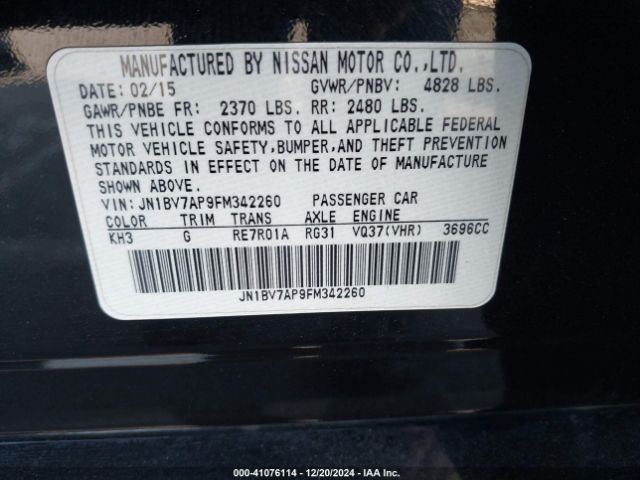 MANUFACTURED BY NISSAN MOTOR CO.,LTD.
DATE: 02/15 GVWR/PNBV: 4828 LBS.
GAWR/PNBE FR: 2370 LBS. RR: 2480 LBS.
THIS VEHICLE CONFORMS TO ALL APPLICABLE FEDERAL
MOTOR VEHICLE SAFETY,BUMPER,AND THEFT PREVENTION
STANDARDS IN EFFECT ON THE DATE OF MANUFACTURE
SHOWN ABOVE.
VIN: JN1BV7AP9FM342260 PASSENGER CAR
COLOR TRIM TRANS AXLE ENGINE
KH3 G RE7R01A RG31 VQ37(VHR) 3696CC
JN1BV7AP9FM342260
000-41076114 | 12/20/2024 | IAA Inc.